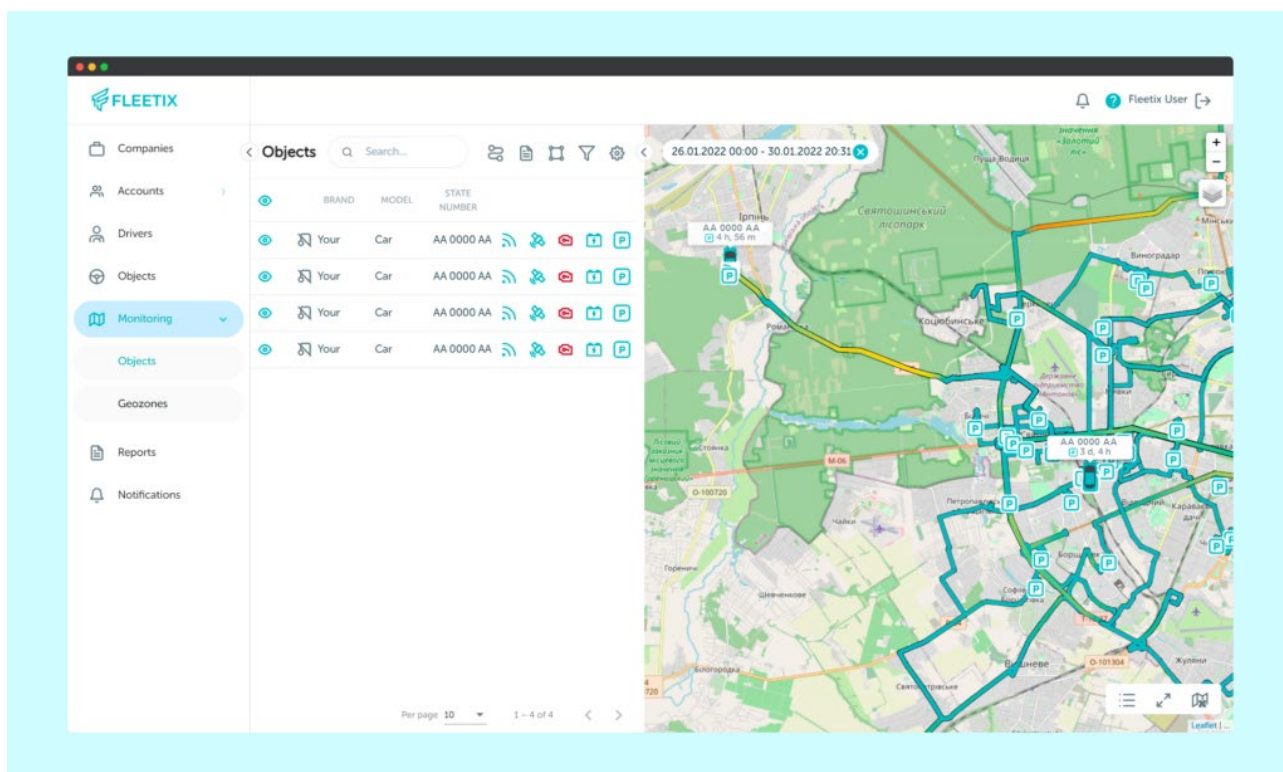 FLEETIX
Fleetix User
Companies
Accounts
Drivers
Objects
Monitoring
Objects
Geozones
Reports
Notifications
Objects
Search...
BRAND MODEL STATE NUMBER
Your Car AA 0000 AA P
Your Car AA 0000 AA P
Your Car AA 0000 AA P
Your Car AA 0000 AA P
Per page 10 1 – 4 of 4
26.01.2022 00:00 - 30.01.2022 20:31
+
−
значення
«Золотий
ліс»
Пуща-Водиця
Святошинський
лісопарк
Ірпінь
AA 0000 AA
P 4 h, 56 m
P
Виноградар
Коцюбинське
Державне
AA 0000 AA
P 3 d, 4 h
Стоянка
М-06
О-100720
Чайки
Гореничі
Шевченкове
Білогородка
Вишневе
О-101304
Жуляни
Leaflet